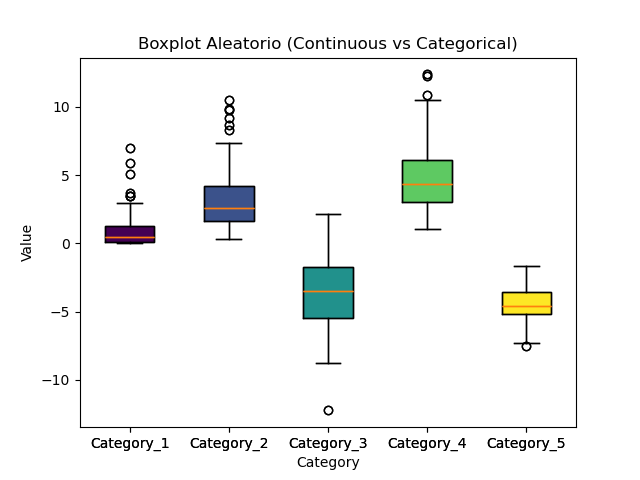 Boxplot Aleatorio (Continuous vs Categorical)
10
5
0
−5
−10
Value
Category_1 Category_2 Category_3 Category_4 Category_5
Category